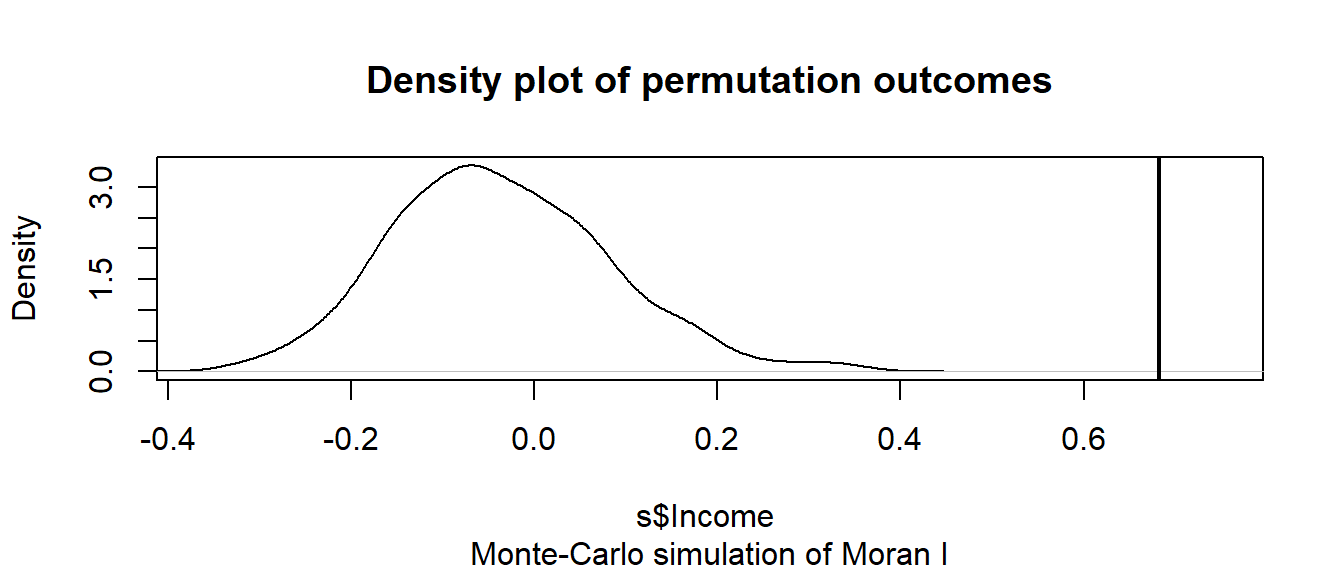 Density plot of permutation outcomes
Density
3.0
1.5
0.0
-0.4 -0.2 0.0 0.2 0.4 0.6
s$Income
Monte-Carlo simulation of Moran I